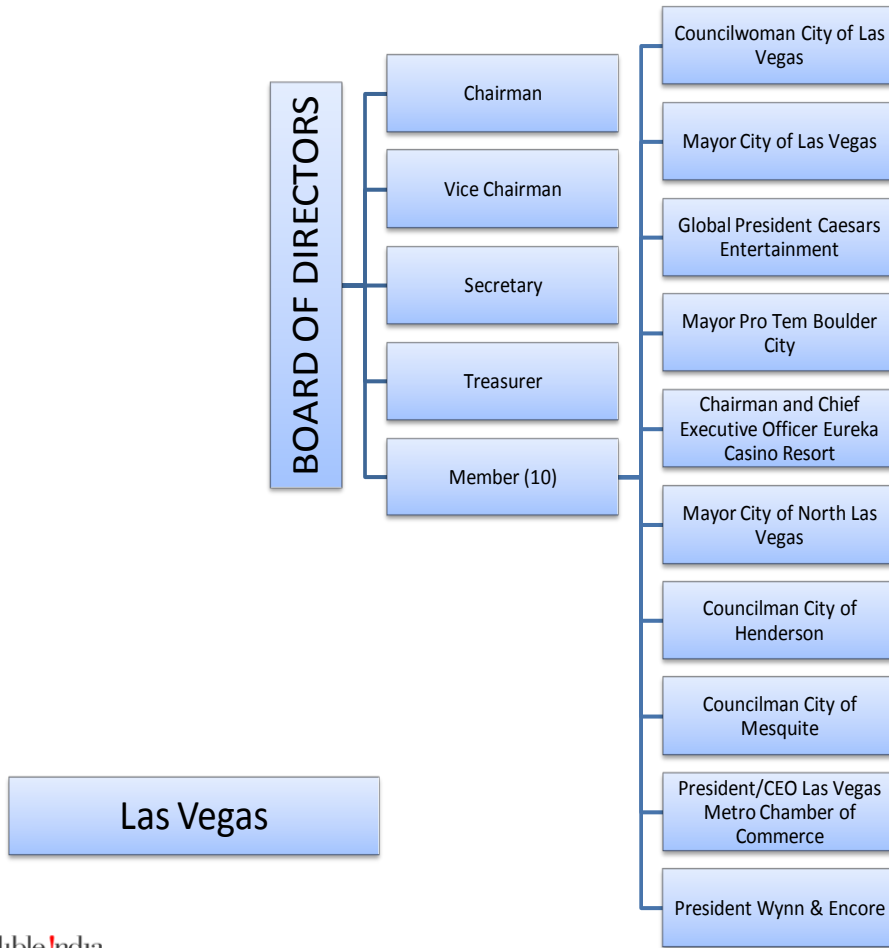 BOARD OF DIRECTORS
Chairman
Vice Chairman
Secretary
Treasurer
Member (10)
Councilwoman City of Las
Vegas
Mayor City of Las Vegas
Global President Caesars
Entertainment
Mayor Pro Tem Boulder
City
Chairman and Chief
Executive Officer Eureka
Casino Resort
Mayor City of North Las
Vegas
Councilman City of
Henderson
Councilman City of
Mesquite
President/CEO Las Vegas
Metro Chamber of
Commerce
President Wynn & Encore
Las Vegas